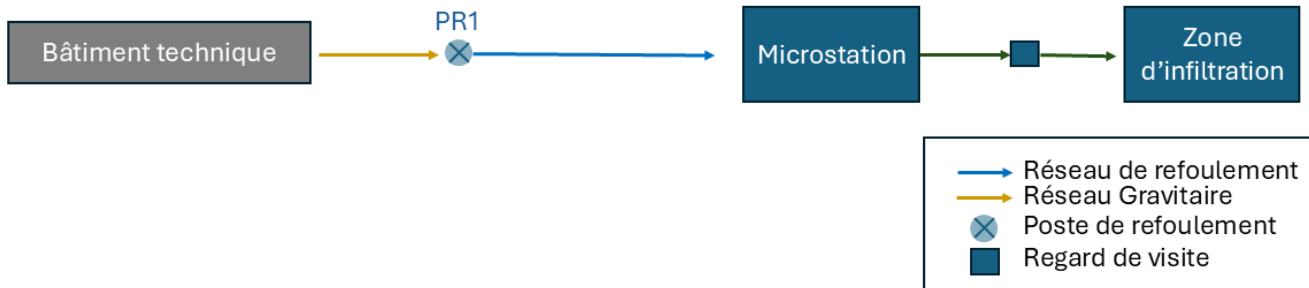 PR1
Bâtiment technique
Microstation
Zone
d’infiltration
Réseau de refoulement
Réseau Gravitaire
Poste de refoulement
Regard de visite